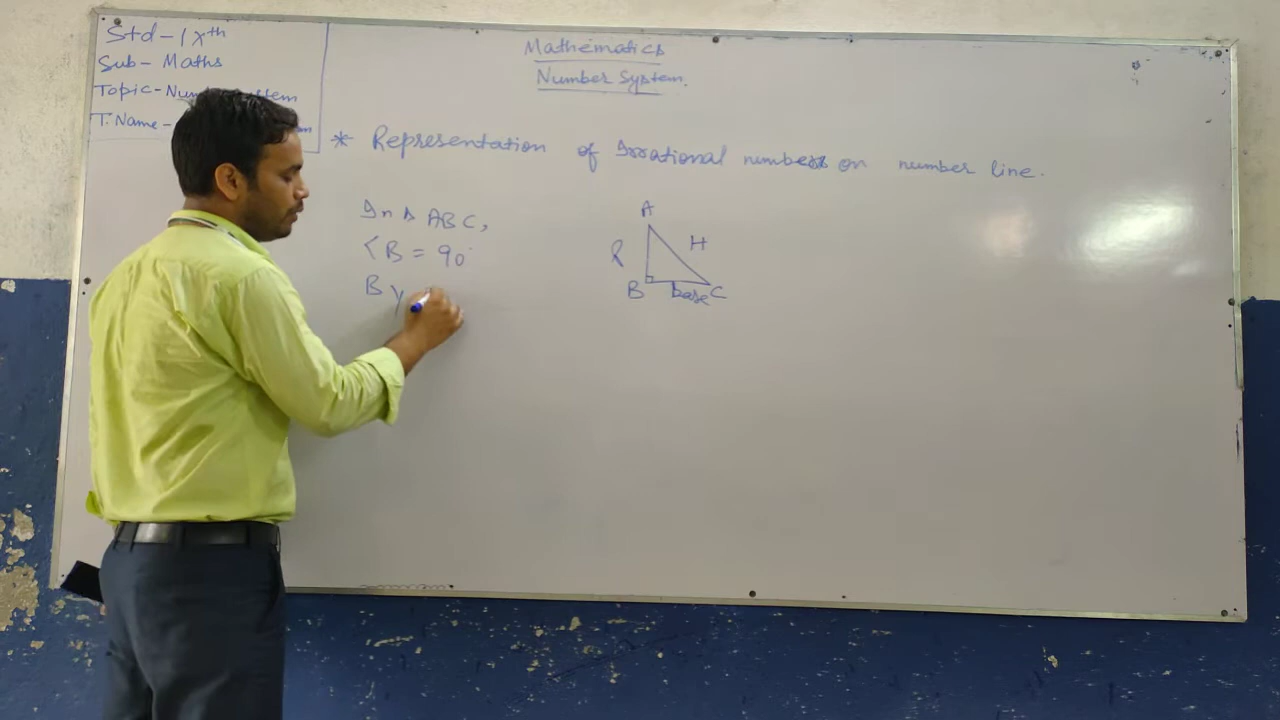 Std-IXth
Sub- Maths
Topic-
T. Name-
Mathematics
Number System.
* Representation of Irrational numbers on number line.
In Δ ABC,
∠B = 90°
By
A
H
B
base C